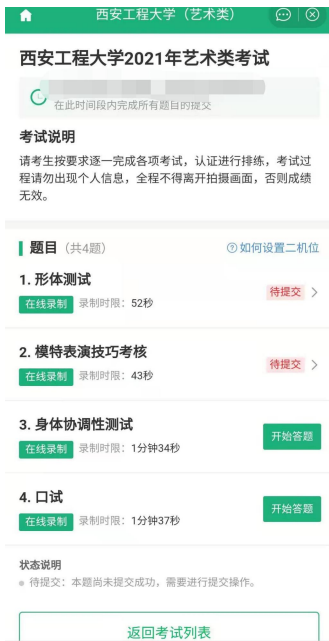 西安工程大学（艺术类）
西安工程大学2021年艺术类考试
在此时间段内完成所有题目的提交
考试说明
请考生按要求逐一完成各项考试，认证进行排练，考试过
程请勿出现个人信息，全程不得离开拍摄画面，否则成绩
无效。
题目（共4题） ?如何设置二机位
1. 形体测试
待提交
在线录制 录制时限：52秒
2. 模特表演技巧考核
待提交
在线录制 录制时限：43秒
3. 身体协调性测试
开始答题
在线录制 录制时限：1分钟34秒
4. 口试
开始答题
在线录制 录制时限：1分钟37秒
状态说明
待提交：本题尚未提交成功，需要进行提交操作。
返回考试列表